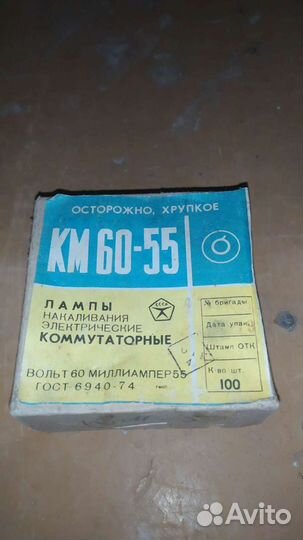 ОСТОРОЖНО, ХРУПКОЕ
КМ 60-55
ЛАМПЫ
НАКАЛИВАНИЯ
ЭЛЕКТРИЧЕСКИЕ
КОММУТАТОРНЫЕ
ВОЛЬТ 60 МИЛЛИАМПЕР 55
ГОСТ 6940-74
СССР
№ бригады
Дата упак
Штамп ОТК
К во шт.
100
Avito